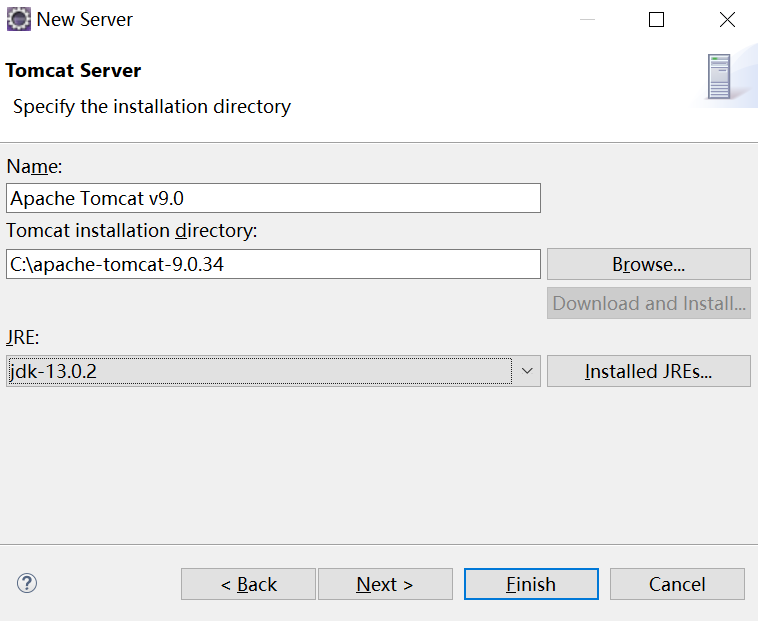 New Server
Tomcat Server
Specify the installation directory
Name:
Apache Tomcat v9.0
Tomcat installation directory:
C:\apache-tomcat-9.0.34
Browse...
Download and Install...
JRE:
jdk-13.0.2
Installed JREs...
?
< Back
Next >
Finish
Cancel